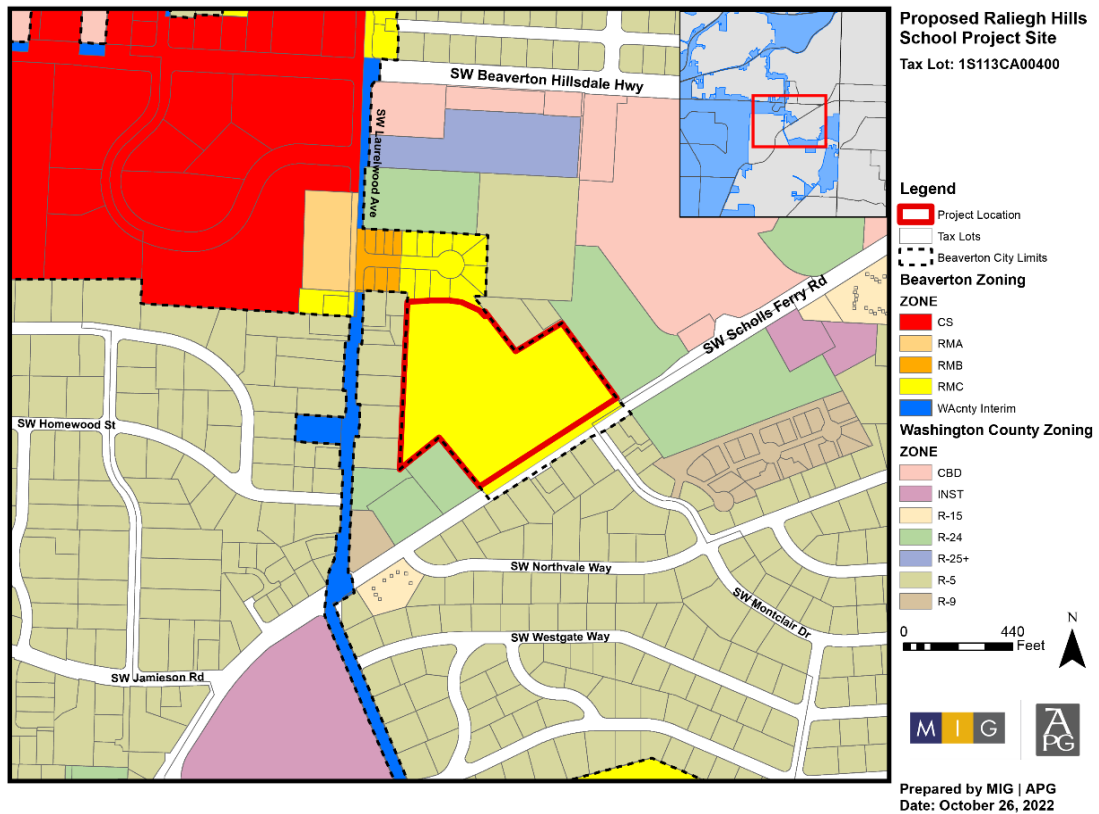 Proposed Raliegh Hills
School Project Site
Tax Lot: 1S113CA00400
SW Beaverton Hillsdale Hwy
SW Laurelwood Ave
SW Scholls Ferry Rd
SW Homewood St
SW Northvale Way
SW Montclair Dr
SW Westgate Way
SW Jamieson Rd
Legend
Project Location
Tax Lots
Beaverton City Limits
Beaverton Zoning
ZONE
CS
RMA
RMB
RMC
WAcnty Interim
Washington County Zoning
ZONE
CBD
INST
R-15
R-24
R-25+
R-5
R-9
N
0 440
Feet
M I G
APG
Prepared by MIG | APG
Date: October 26, 2022